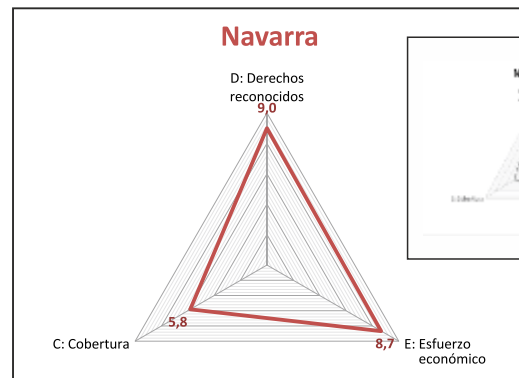 Navarra
D: Derechos
reconocidos
9,0
5,8
8,7
C: Cobertura
E: Esfuerzo
económico